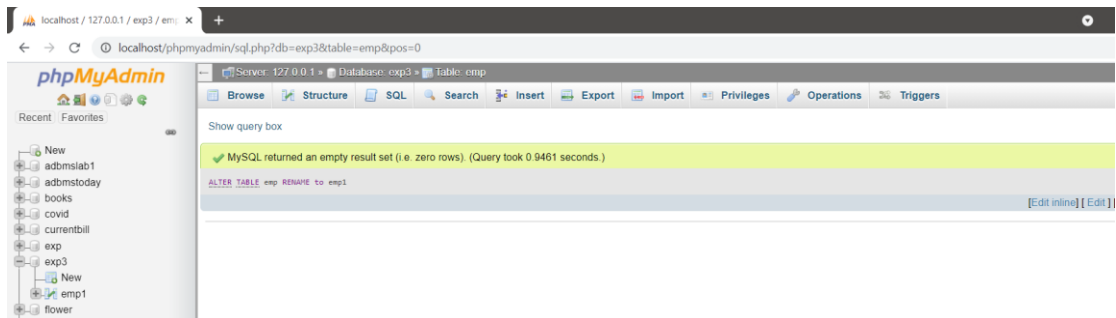 localhost / 127.0.0.1 / exp3 / emp
localhost/phpmyadmin/sql.php?db=exp3&table=emp&pos=0
phpMyAdmin
Recent Favorites
New
adbmslab1
adbmstoday
books
covid
currentbill
exp
exp3
New
emp1
flower
Server: 127.0.0.1 » Database: exp3 » Table: emp
Browse Structure SQL Search Insert Export Import Privileges Operations Triggers
Show query box
MySQL returned an empty result set (i.e. zero rows). (Query took 0.9461 seconds.)
ALTER TABLE emp RENAME to emp1
[Edit inline] [ Edit ] [